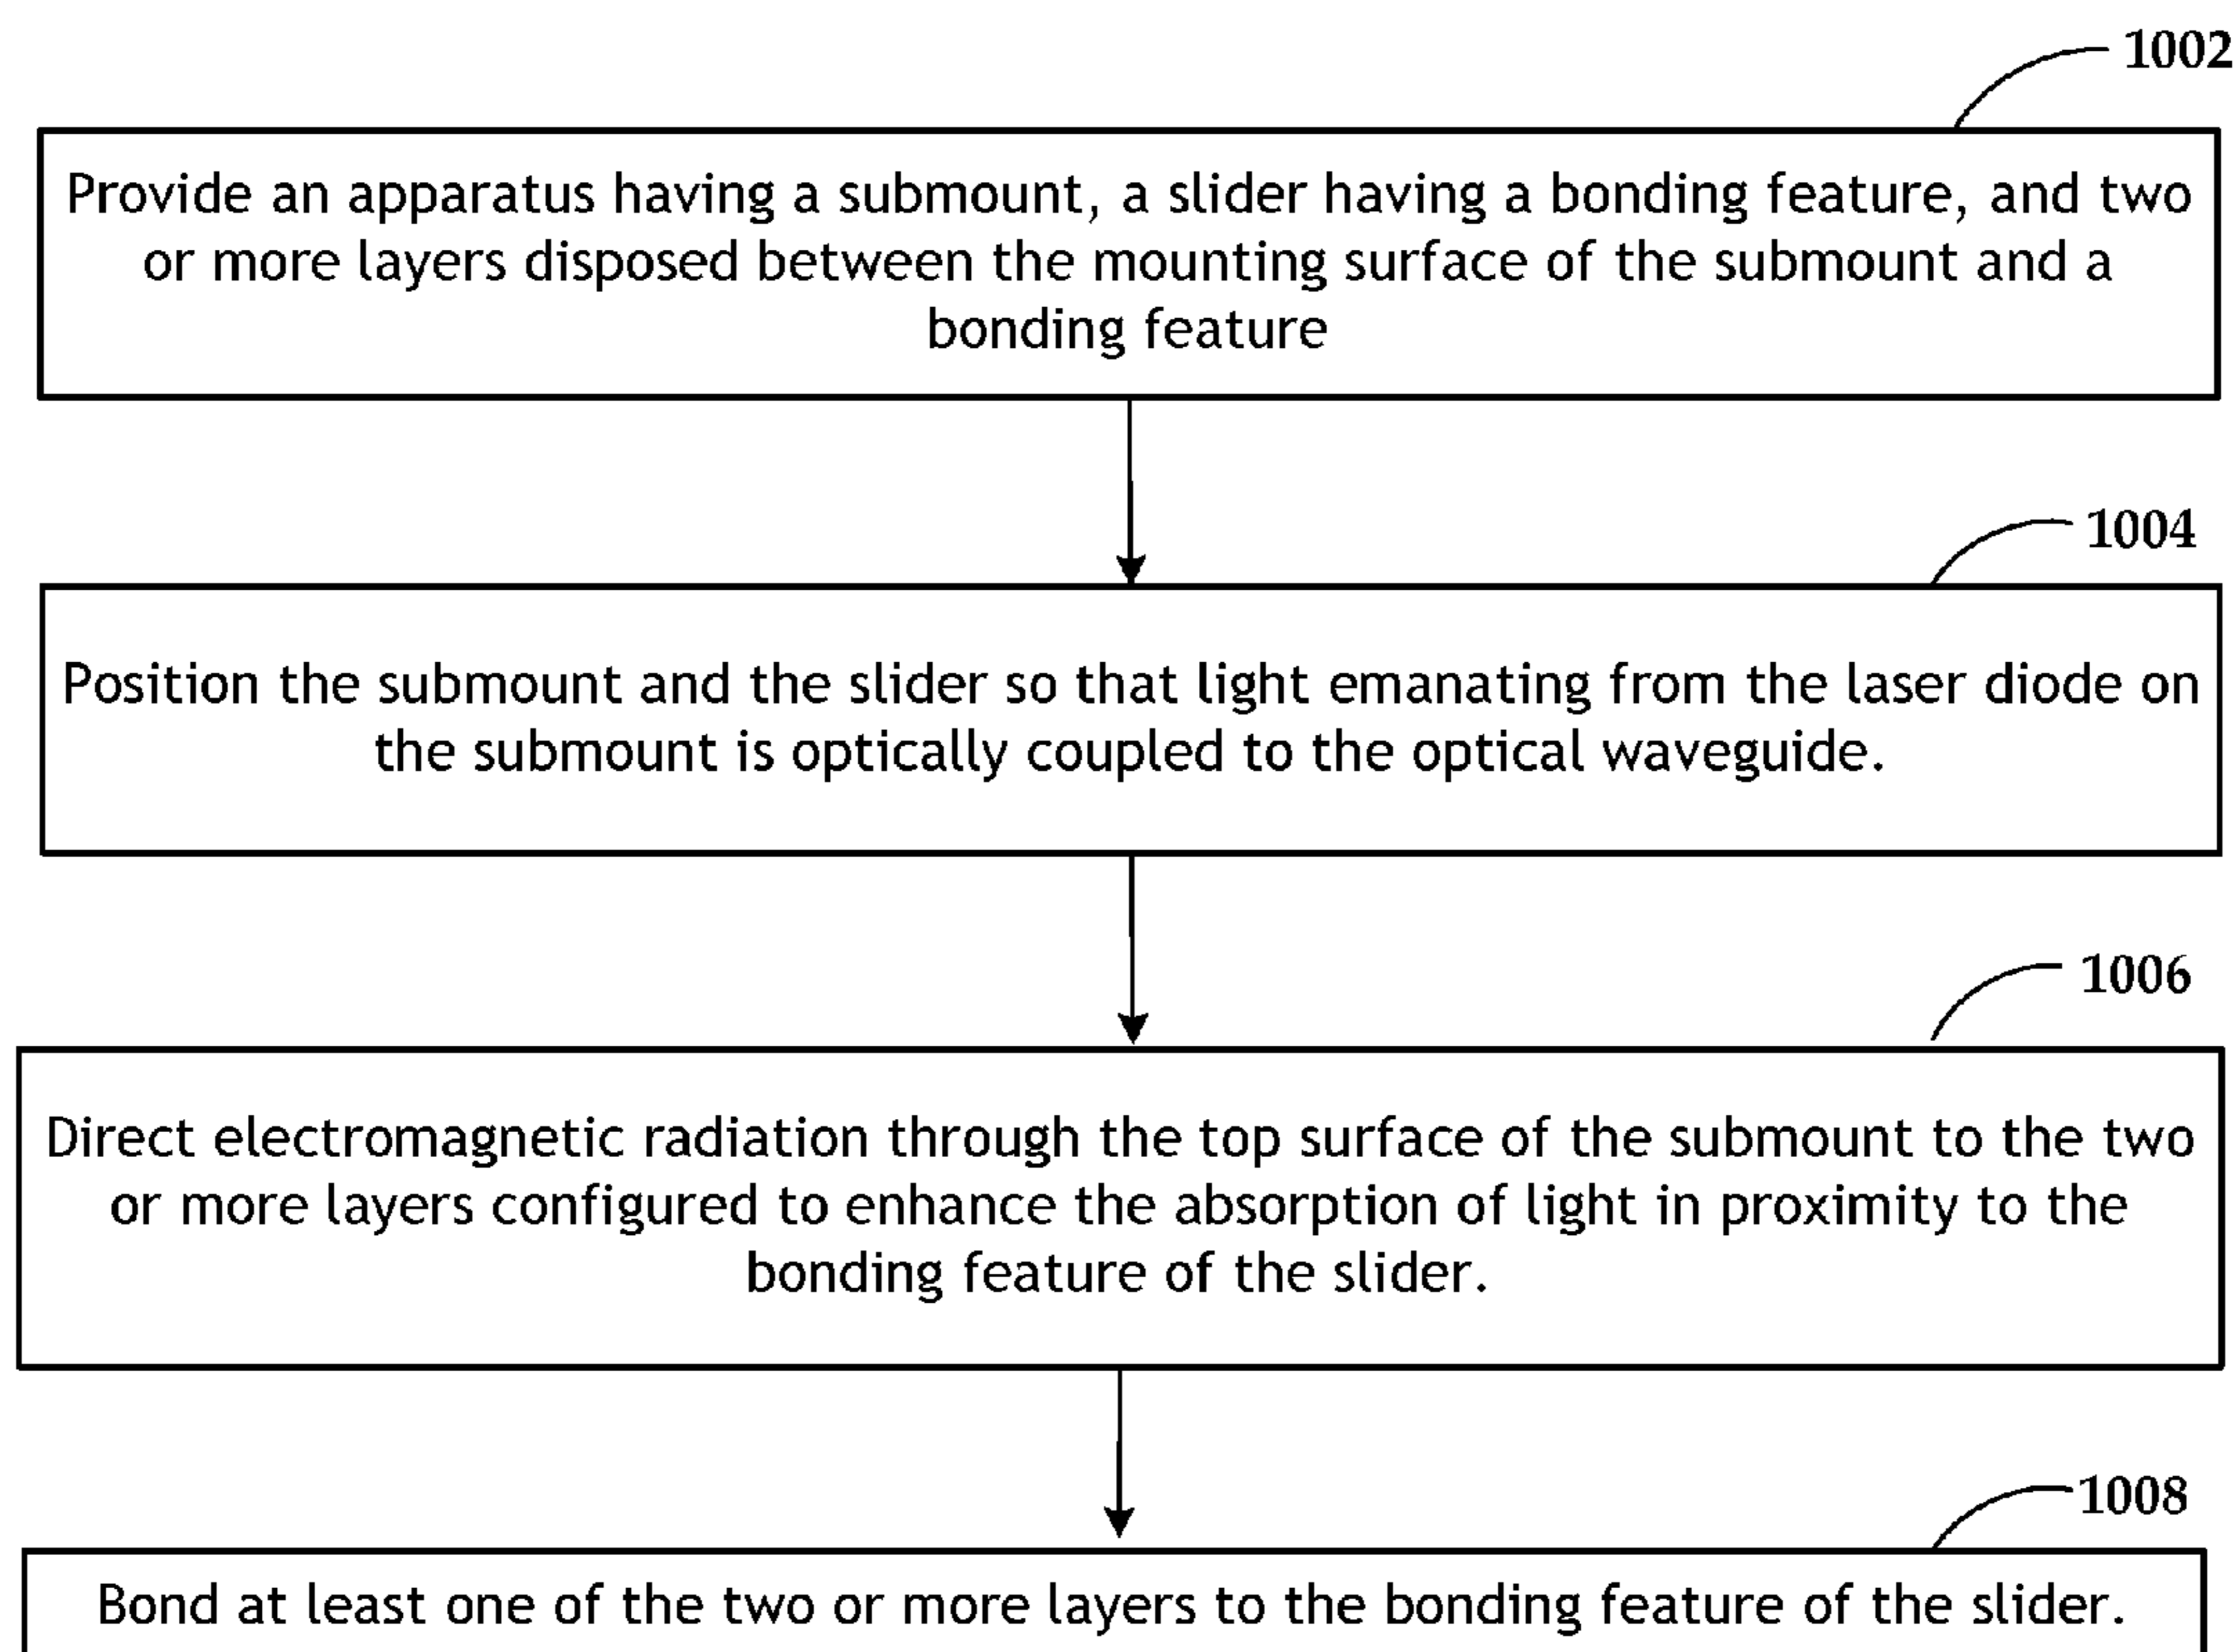 1002
Provide an apparatus having a submount, a slider having a bonding feature, and two
or more layers disposed between the mounting surface of the submount and a
bonding feature
1004
Position the submount and the slider so that light emanating from the laser diode on
the submount is optically coupled to the optical waveguide.
1006
Direct electromagnetic radiation through the top surface of the submount to the two
or more layers configured to enhance the absorption of light in proximity to the
bonding feature of the slider.
1008
Bond at least one of the two or more layers to the bonding feature of the slider.